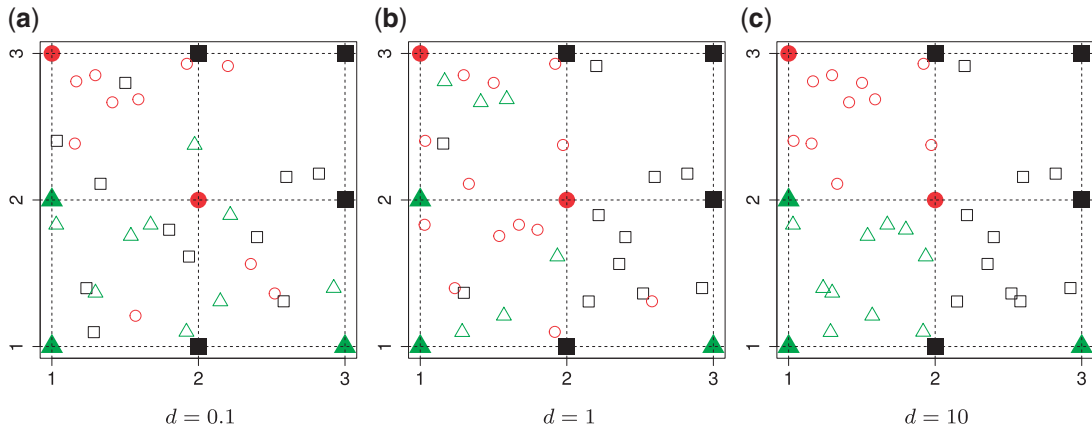 (a) (b) (c)
3 3 3
2 2 2
1 1 1
1 2 3 1 2 3 1 2 3
d = 0.1 d = 1 d = 10